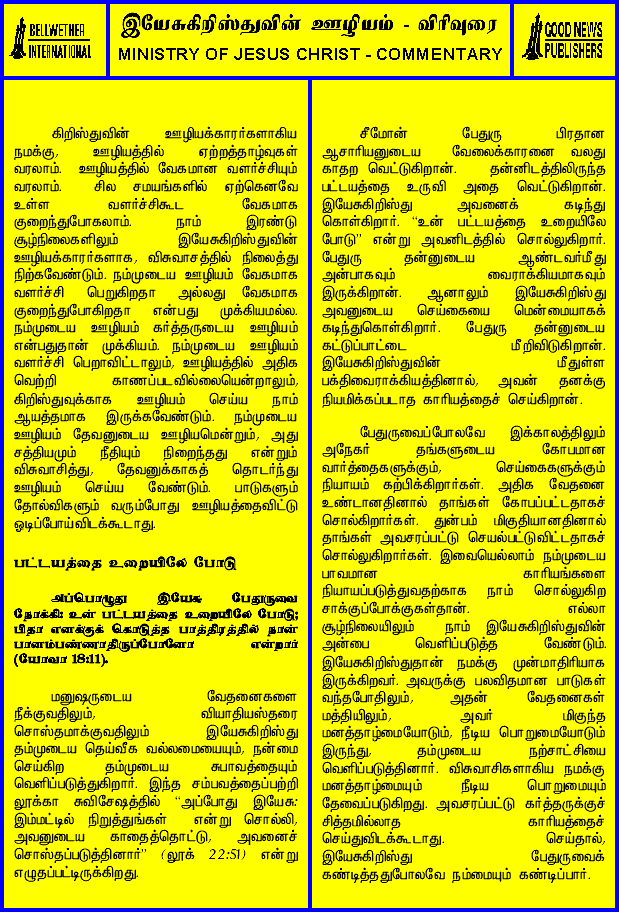 BELLWETHER
INTERNATIONAL
இயேசுகிறிஸ்துவின் ஊழியம் - விரிவுரை
MINISTRY OF JESUS CHRIST - COMMENTARY
GOOD NEWS
PUBLISHERS
கிறிஸ்துவின் ஊழியக்காரர்களாகிய
நமக்கு, ஊழியத்தில் ஏற்றத்தாழ்வுகள்
வரலாம். ஊழியத்தில் வேகமான வளர்ச்சியும்
வரலாம். சில சமயங்களில் ஏற்கெனவே
உள்ள வளர்ச்சிகூட வேகமாக
குறைந்துபோகலாம். நாம் இரண்டு
சூழ்நிலைகளிலும் இயேசுகிறிஸ்துவின்
ஊழியக்காரர்களாக, விசுவாசத்தில் நிலைத்து
நிற்கவேண்டும். நம்முடைய ஊழியம் வேகமாக
வளர்ச்சி பெறுகிறதா அல்லது வேகமாக
குறைந்துபோகிறதா என்பது முக்கியமல்ல.
நம்முடைய ஊழியம் கர்த்தருடைய ஊழியம்
என்பதுதான் முக்கியம். நம்முடைய ஊழியம்
வளர்ச்சி பெறாவிட்டாலும், ஊழியத்தில் அதிக
வெற்றி காணப்படவில்லையென்றாலும்,
கிறிஸ்துவுக்காக ஊழியம் செய்ய நாம்
ஆயத்தமாக இருக்கவேண்டும். நம்முடைய
ஊழியம் தேவனுடைய ஊழியமென்றும், அது
சத்தியமும் நீதியும் நிறைந்தது என்றும்
விசுவாசித்து, தேவனுக்காகத் தொடர்ந்து
ஊழியம் செய்ய வேண்டும். பாடுகளும்
தோல்விகளும் வரும்போது ஊழியத்தைவிட்டு
ஓடிப்போய்விடக்கூடாது.
பட்டயத்தை உறையிலே போடு
அப்பொழுது இயேசு பேதுருவை
நோக்கி: உன் பட்டயத்தை உறையிலே போடு;
பிதா எனக்குக் கொடுத்த பாத்திரத்தில் நான்
பானம்பண்ணாதிருப்பேனோ என்றார்
(யோவா 18:11).
மனுஷருடைய வேதனைகளை
நீக்குவதிலும், வியாதியஸ்தரை
சொஸ்தமாக்குவதிலும் இயேசுகிறிஸ்து
தம்முடைய தெய்வீக வல்லமையையும், நன்மை
செய்கிற தம்முடைய சுபாவத்தையும்
வெளிப்படுத்துகிறார். இந்த சம்பவத்தைப்பற்றி
லூக்கா சுவிசேஷத்தில் “அப்போது இயேசு:
இம்மட்டில் நிறுத்துங்கள் என்று சொல்லி,
அவனுடைய காதைத்தொட்டு, அவனைச்
சொஸ்தப்படுத்தினார்” (லூக் 22:51) என்று
எழுதப்பட்டிருக்கிறது.
சீமோன் பேதுரு பிரதான
ஆசாரியனுடைய வேலைக்காரனை வலது
காதற வெட்டுகிறான். தன்னிடத்திலிருந்த
பட்டயத்தை உருவி அதை வெட்டுகிறான்.
இயேசுகிறிஸ்து அவனைக் கடிந்து
கொள்கிறார். “உன் பட்டயத்தை உறையிலே
போடு” என்று அவனிடத்தில் சொல்லுகிறார்.
பேதுரு தன்னுடைய ஆண்டவர்மீது
அன்பாகவும் வைராக்கியமாகவும்
இருக்கிறான். ஆனாலும் இயேசுகிறிஸ்து
அவனுடைய செய்கையை மென்மையாகக்
கடிந்துகொள்கிறார். பேதுரு தன்னுடைய
கட்டுப்பாட்டை மீறிவிடுகிறான்.
இயேசுகிறிஸ்துவின் மீதுள்ள
பக்திவைராக்கியத்தினால், அவன் தனக்கு
நியமிக்கப்படாத காரியத்தைச் செய்கிறான்.
பேதுருவைப்போலவே இக்காலத்திலும்
அநேகர் தங்களுடைய கோபமான
வார்த்தைகளுக்கும், செய்கைகளுக்கும்
நியாயம் கற்பிக்கிறார்கள். அதிக வேதனை
உண்டானதினால் தாங்கள் கோபப்பட்டதாகச்
சொல்கிறார்கள். துன்பம் மிகுதியானதினால்
தாங்கள் அவசரப்பட்டு செயல்பட்டுவிட்டதாகச்
சொல்லுகிறார்கள். இவையெல்லாம் நம்முடைய
பாவமான காரியங்களை
நியாயப்படுத்துவதற்காக நாம் சொல்லுகிற
சாக்குப்போக்குகள்தான். எல்லா
சூழ்நிலையிலும் நாம் இயேசுகிறிஸ்துவின்
அன்பை வெளிப்படுத்த வேண்டும்.
இயேசுகிறிஸ்துதான் நமக்கு முன்மாதிரியாக
இருக்கிறவர். அவருக்கு பலவிதமான பாடுகள்
வந்தபோதிலும், அதன் வேதனைகள்
மத்தியிலும், அவர் மிகுந்த
மனத்தாழ்மையோடும், நீடிய பொறுமையோடும்
இருந்து, தம்முடைய நற்சாட்சியை
வெளிப்படுத்தினார். விசுவாசிகளாகிய நமக்கு
மனத்தாழ்மையும் நீடிய பொறுமையும்
தேவைப்படுகிறது. அவசரப்பட்டு கர்த்தருக்குச்
சித்தமில்லாத காரியத்தைச்
செய்துவிடக்கூடாது. செய்தால்,
இயேசுகிறிஸ்து பேதுருவைக்
கண்டித்ததுபோலவே நம்மையும் கண்டிப்பார்.